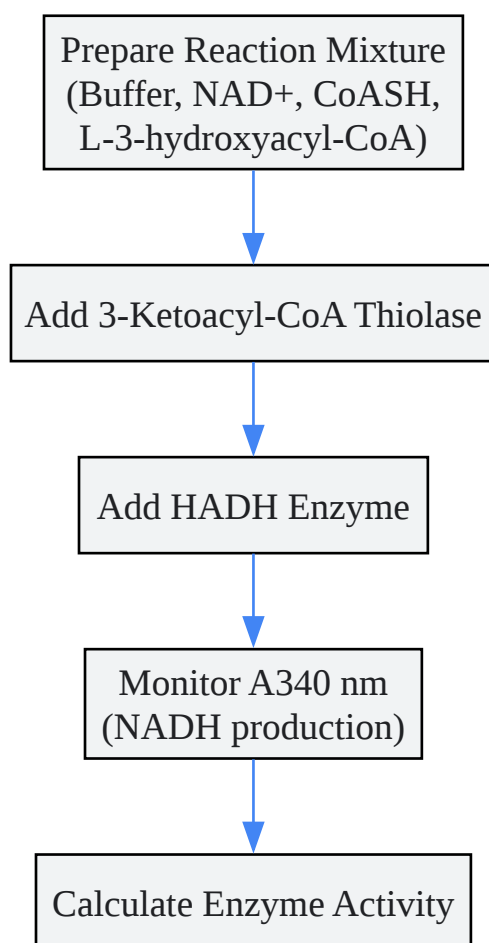 Prepare Reaction Mixture
(Buffer, NAD+, CoASH,
L-3-hydroxyacyl-CoA)
Add 3-Ketoacyl-CoA Thiolase
Add HADH Enzyme
Monitor A340 nm
(NADH production)
Calculate Enzyme Activity